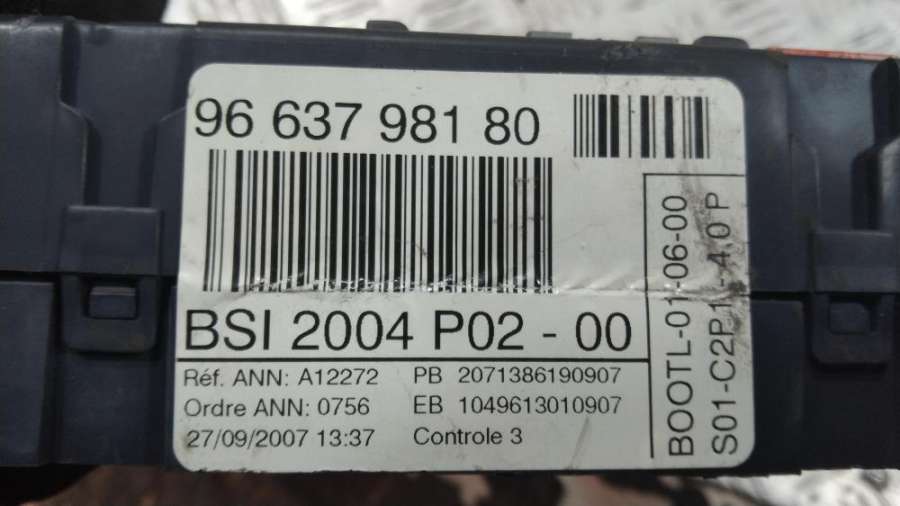 96 637 981 80
BSI 2004 P02 - 00
Réf. ANN: A12272 PB 2071386190907
Ordre ANN: 0756 EB 1049613010907
27/09/2007 13:37 Controle 3
BOOTL-01-06-00
S01-C2P1-4.0 P